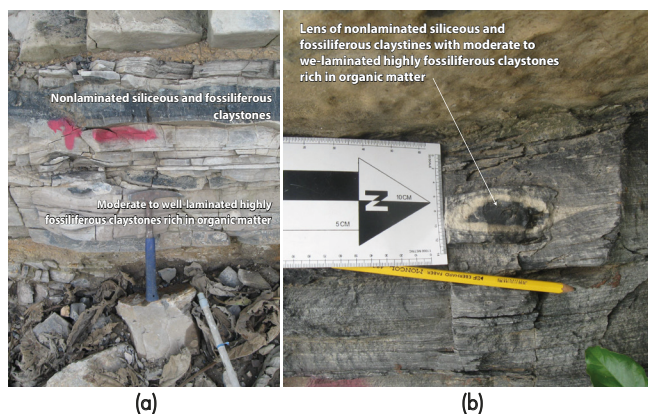 Nonlaminated siliceous and fossiliferous
claystones
Moderate to well-laminated highly
fossiliferous claystones rich in organic matter
(a)
Lens of nonlaminated siliceous and
fossiliferous claystines with moderate to
we-laminated highly fossiliferous claystones
rich in organic matter
N
10CM
5CM
(b)